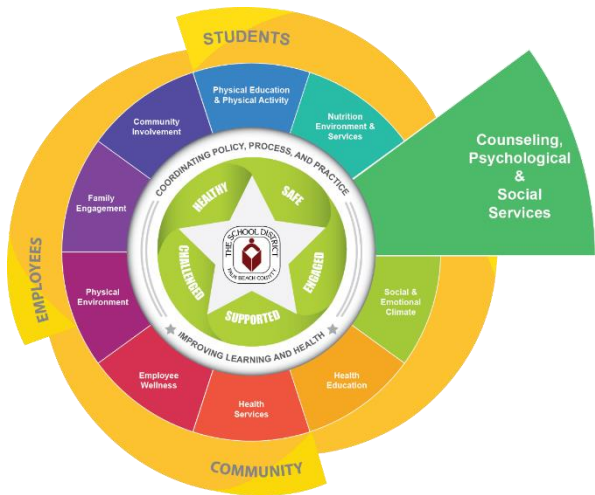 STUDENTS
Physical Education
& Physical Activity
Nutrition
Environment &
Services
Counseling,
Psychological
&
Social
Services
Social &
Emotional
Climate
Health
Education
Health
Services
Employee
Wellness
Physical
Environment
Family
Engagement
Community
Involvement
EMPLOYEES
COMMUNITY
COORDINATING POLICY, PROCESS, AND PRACTICE
IMPROVING LEARNING AND HEALTH
HEALTHY
SAFE
ENGAGED
SUPPORTED
CHALLENGED
THE SCHOOL DISTRICT
PALM BEACH COUNTY